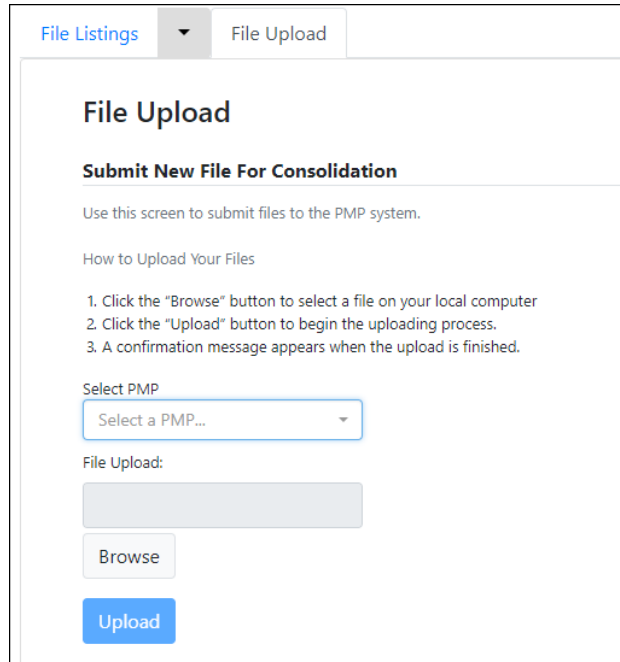 File Listings File Upload
File Upload
Submit New File For Consolidation
Use this screen to submit files to the PMP system.
How to Upload Your Files
1. Click the “Browse” button to select a file on your local computer
2. Click the “Upload” button to begin the uploading process.
3. A confirmation message appears when the upload is finished.
Select PMP
Select a PMP...
File Upload:
Browse
Upload